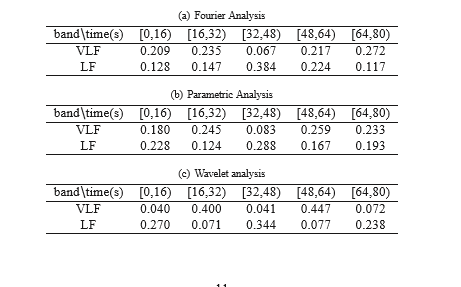 (a) Fourier Analysis
band\time(s) [0,16) [16,32) [32,48) [48,64) [64,80)
VLF 0.209 0.235 0.067 0.217 0.272
LF 0.128 0.147 0.384 0.224 0.117
(b) Parametric Analysis
band\time(s) [0,16) [16,32) [32,48) [48,64) [64,80)
VLF 0.180 0.245 0.083 0.259 0.233
LF 0.228 0.124 0.288 0.167 0.193
(c) Wavelet analysis
band\time(s) [0,16) [16,32) [32,48) [48,64) [64,80)
VLF 0.040 0.400 0.041 0.447 0.072
LF 0.270 0.071 0.344 0.077 0.238